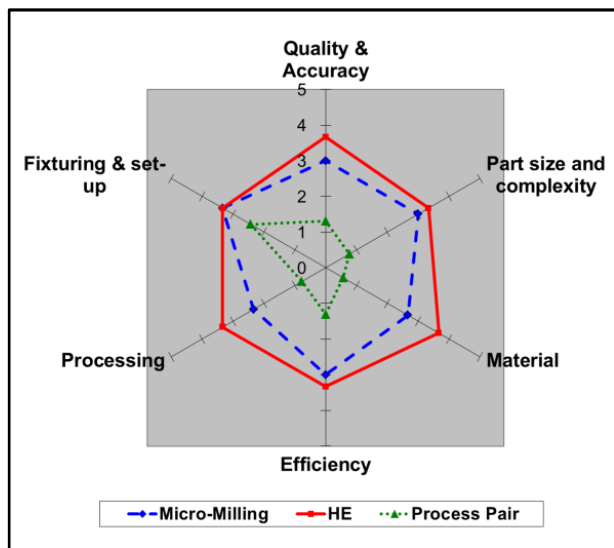 Quality &
Accuracy
5
4
3
2
1
0
Fixturing & set-
up
Part size and
complexity
Processing
Material
Efficiency
Micro-Milling HE Process Pair